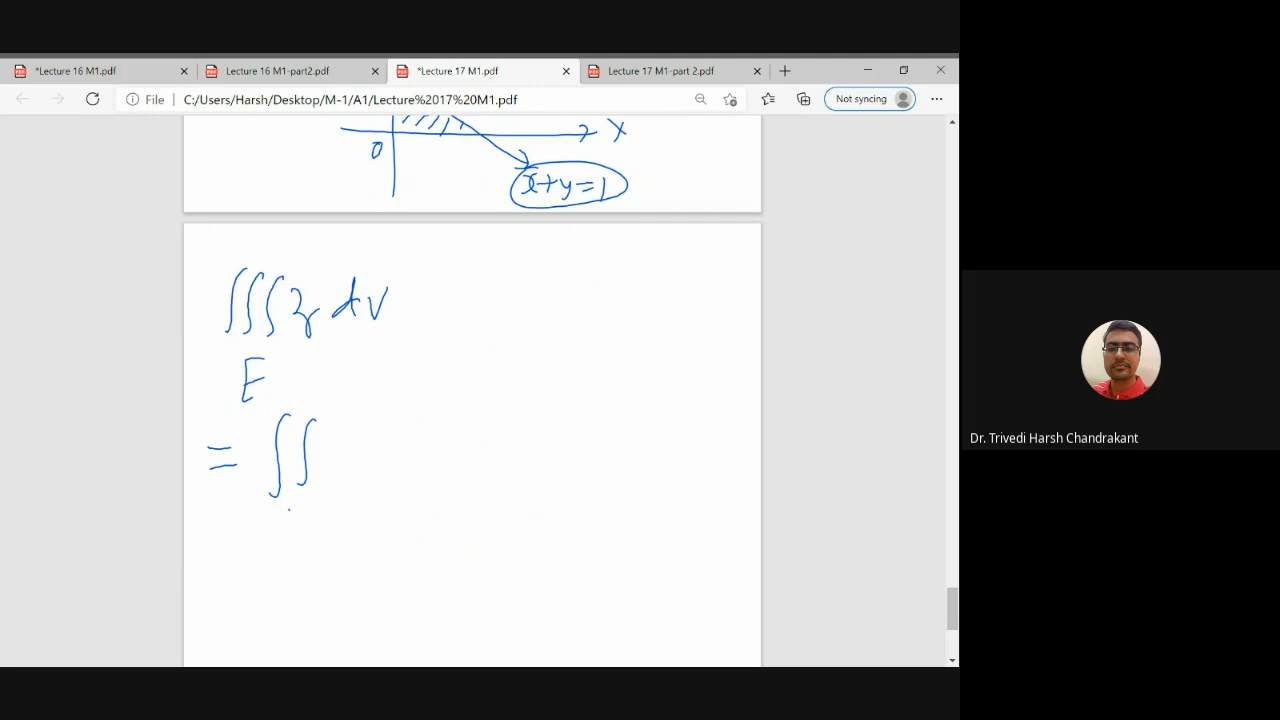 *Lecture 16 M1.pdf
Lecture 16 M1-part2.pdf
*Lecture 17 M1.pdf
Lecture 17 M1-part 2.pdf
File
C:/Users/Harsh/Desktop/M-1/A1/Lecture%2017%20M1.pdf
Not syncing
0
X
x+y=1
∭ z dV
E
= ∬
Dr. Trivedi Harsh Chandrakant